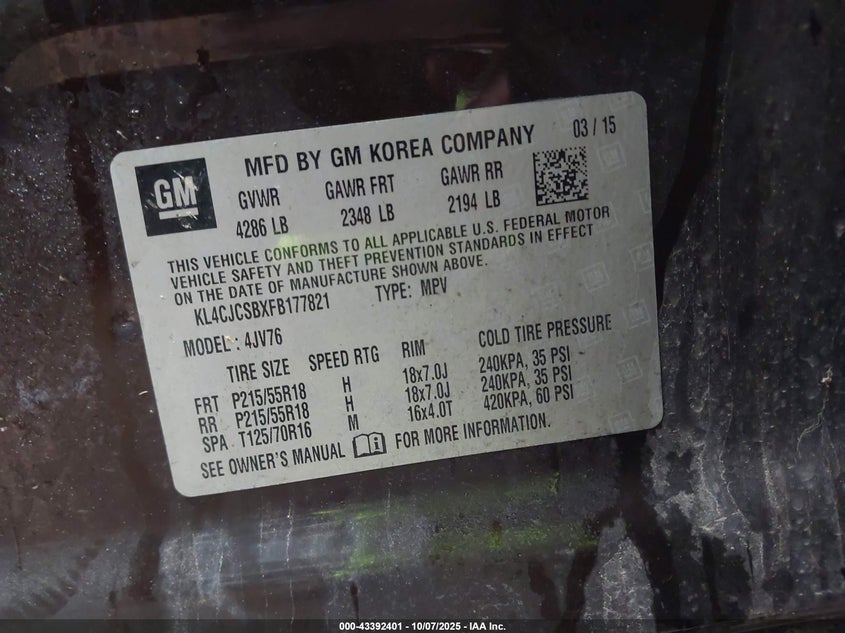 MFD BY GM KOREA COMPANY 03 / 15
GM
GVWR GAWR FRT GAWR RR
4286 LB 2348 LB 2194 LB
THIS VEHICLE CONFORMS TO ALL APPLICABLE U.S. FEDERAL MOTOR
VEHICLE SAFETY AND THEFT PREVENTION STANDARDS IN EFFECT
ON THE DATE OF MANUFACTURE SHOWN ABOVE.
KL4CJCSBXFB177821 TYPE: MPV
MODEL : 4JV76
TIRE SIZE SPEED RTG RIM COLD TIRE PRESSURE
FRT P215/55R18 H 18x7.0J 240KPA, 35 PSI
RR P215/55R18 H 18x7.0J 240KPA, 35 PSI
SPA T125/70R16 M 16x4.0T 420KPA, 60 PSI
SEE OWNER'S MANUAL FOR MORE INFORMATION.
000-43392401 - 10/07/2025 - IAA Inc.